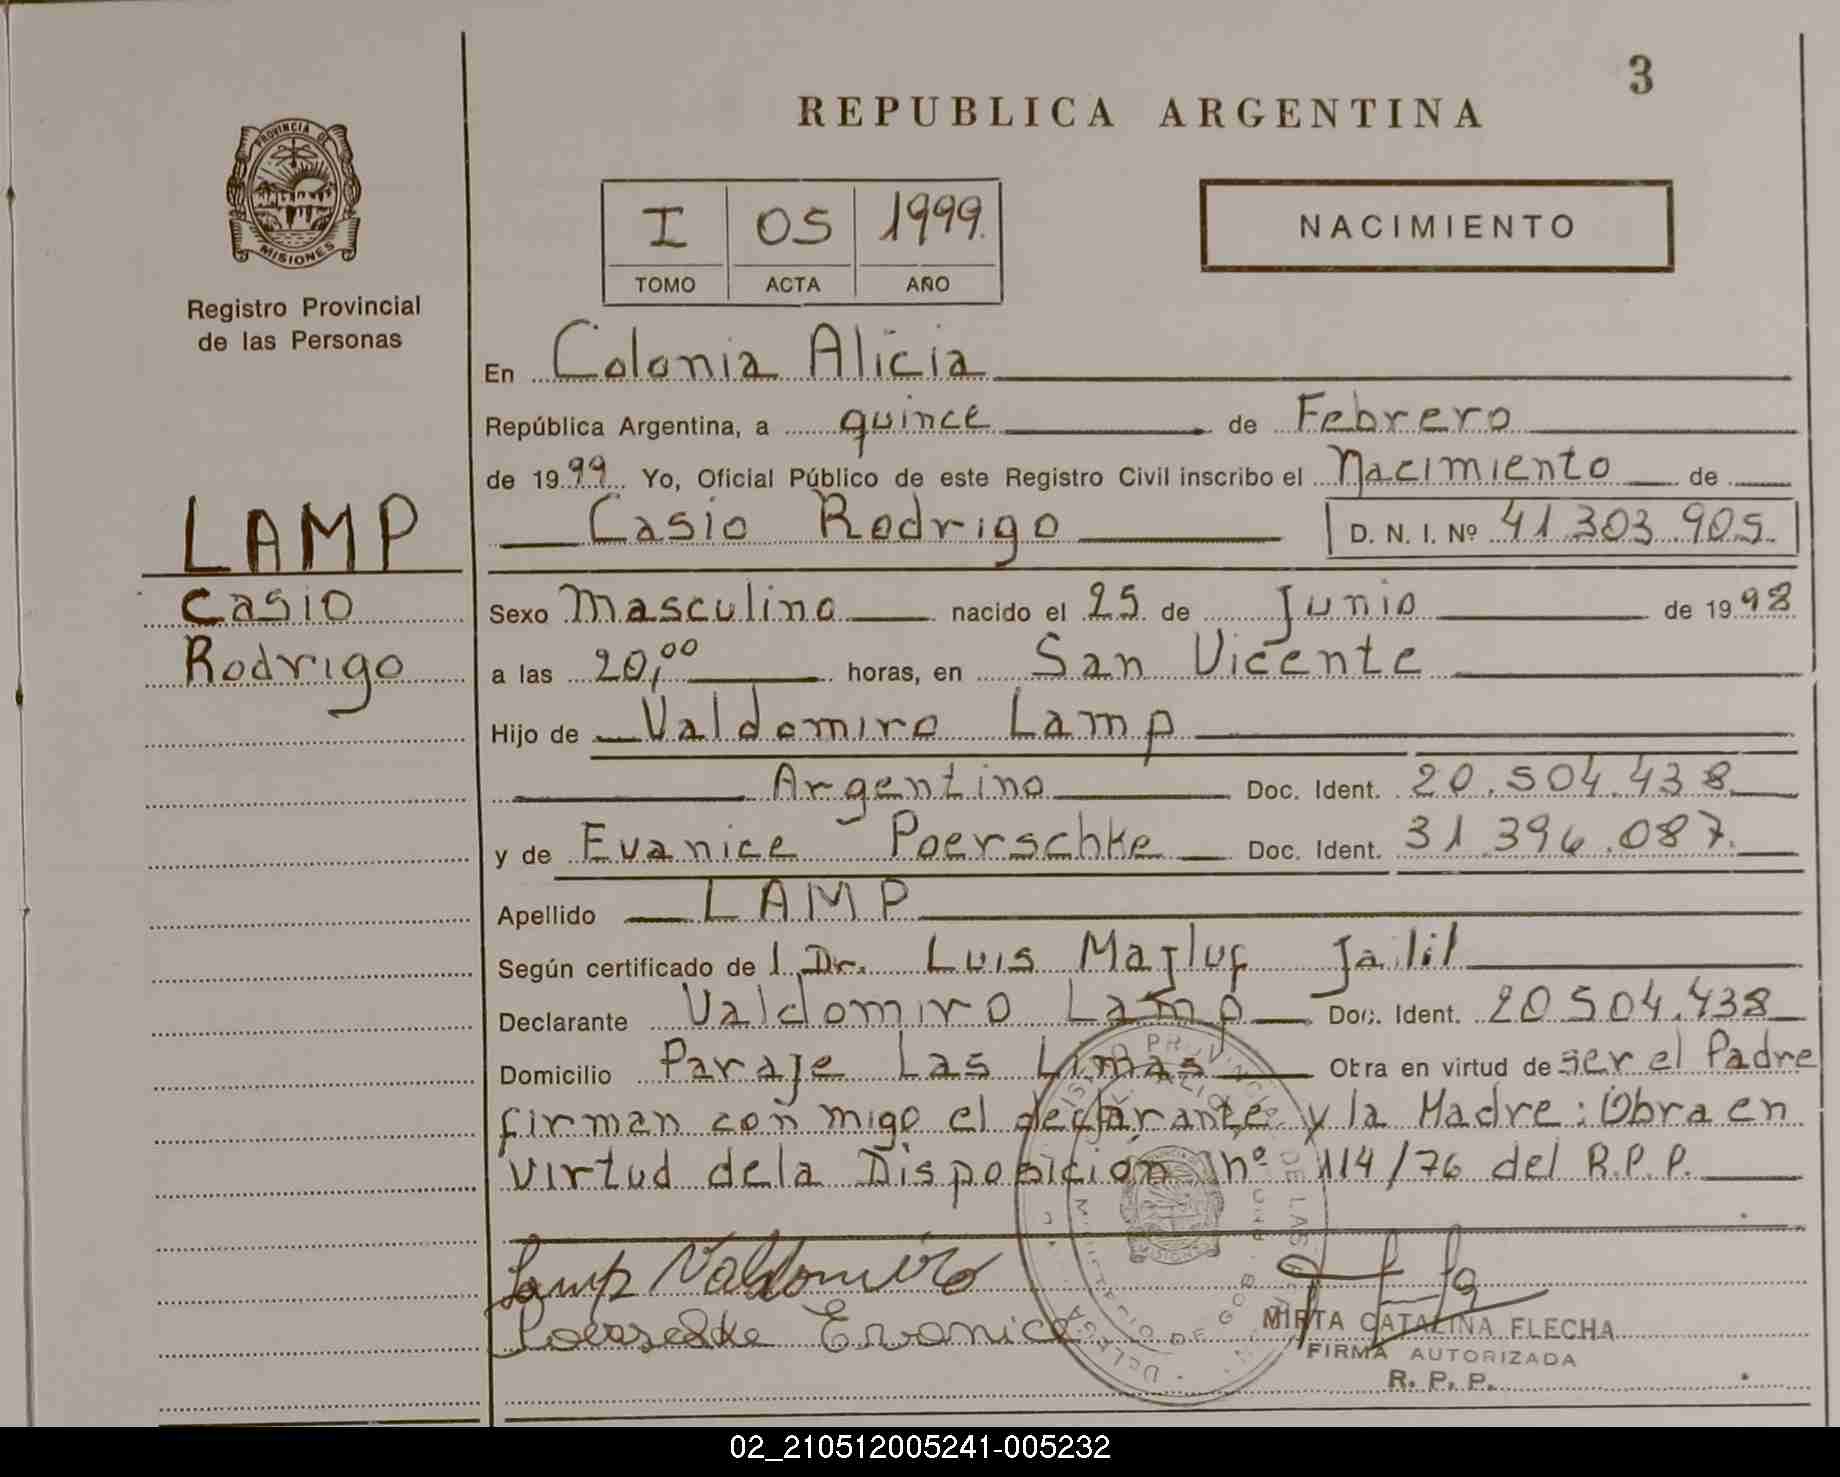 3
REPUBLICA ARGENTINA
PROVINCIA DE
MISIONES
Registro Provincial
de las Personas
I 05 1999.
TOMO ACTA AÑO
NACIMIENTO
En Colonia Alicia
República Argentina, a quince de Febrero
de 1999 Yo, Oficial Público de este Registro Civil inscribo el Nacimiento de
Casio Rodrigo D. N. I. Nº 41.303.905.
LAMP
Casio
Rodrigo
Sexo Masculino nacido el 25 de Junio de 1998
a las 20,00 horas, en San Vicente
Hijo de Valdomiro Lamp
Argentino Doc. Ident. 20.504.438
y de Evanice Poerschke Doc. Ident. 31.396.087.
Apellido LAMP
Según certificado de l Dr. Luis Majluf Jalil
Declarante Valdomiro Lamp Doc. Ident. 20.504.438
Domicilio Paraje Las Limas Obra en virtud de ser el Padre
firman con migo el declarante y la Madre: Obra en
virtud dela Disposición nº 114/76 del R.P.P.
Lamp Valdomiro
Poerschke Evanice
MIRTA CATALINA FLECHA
FIRMA AUTORIZADA
R. P. P.
02_210512005241-005232